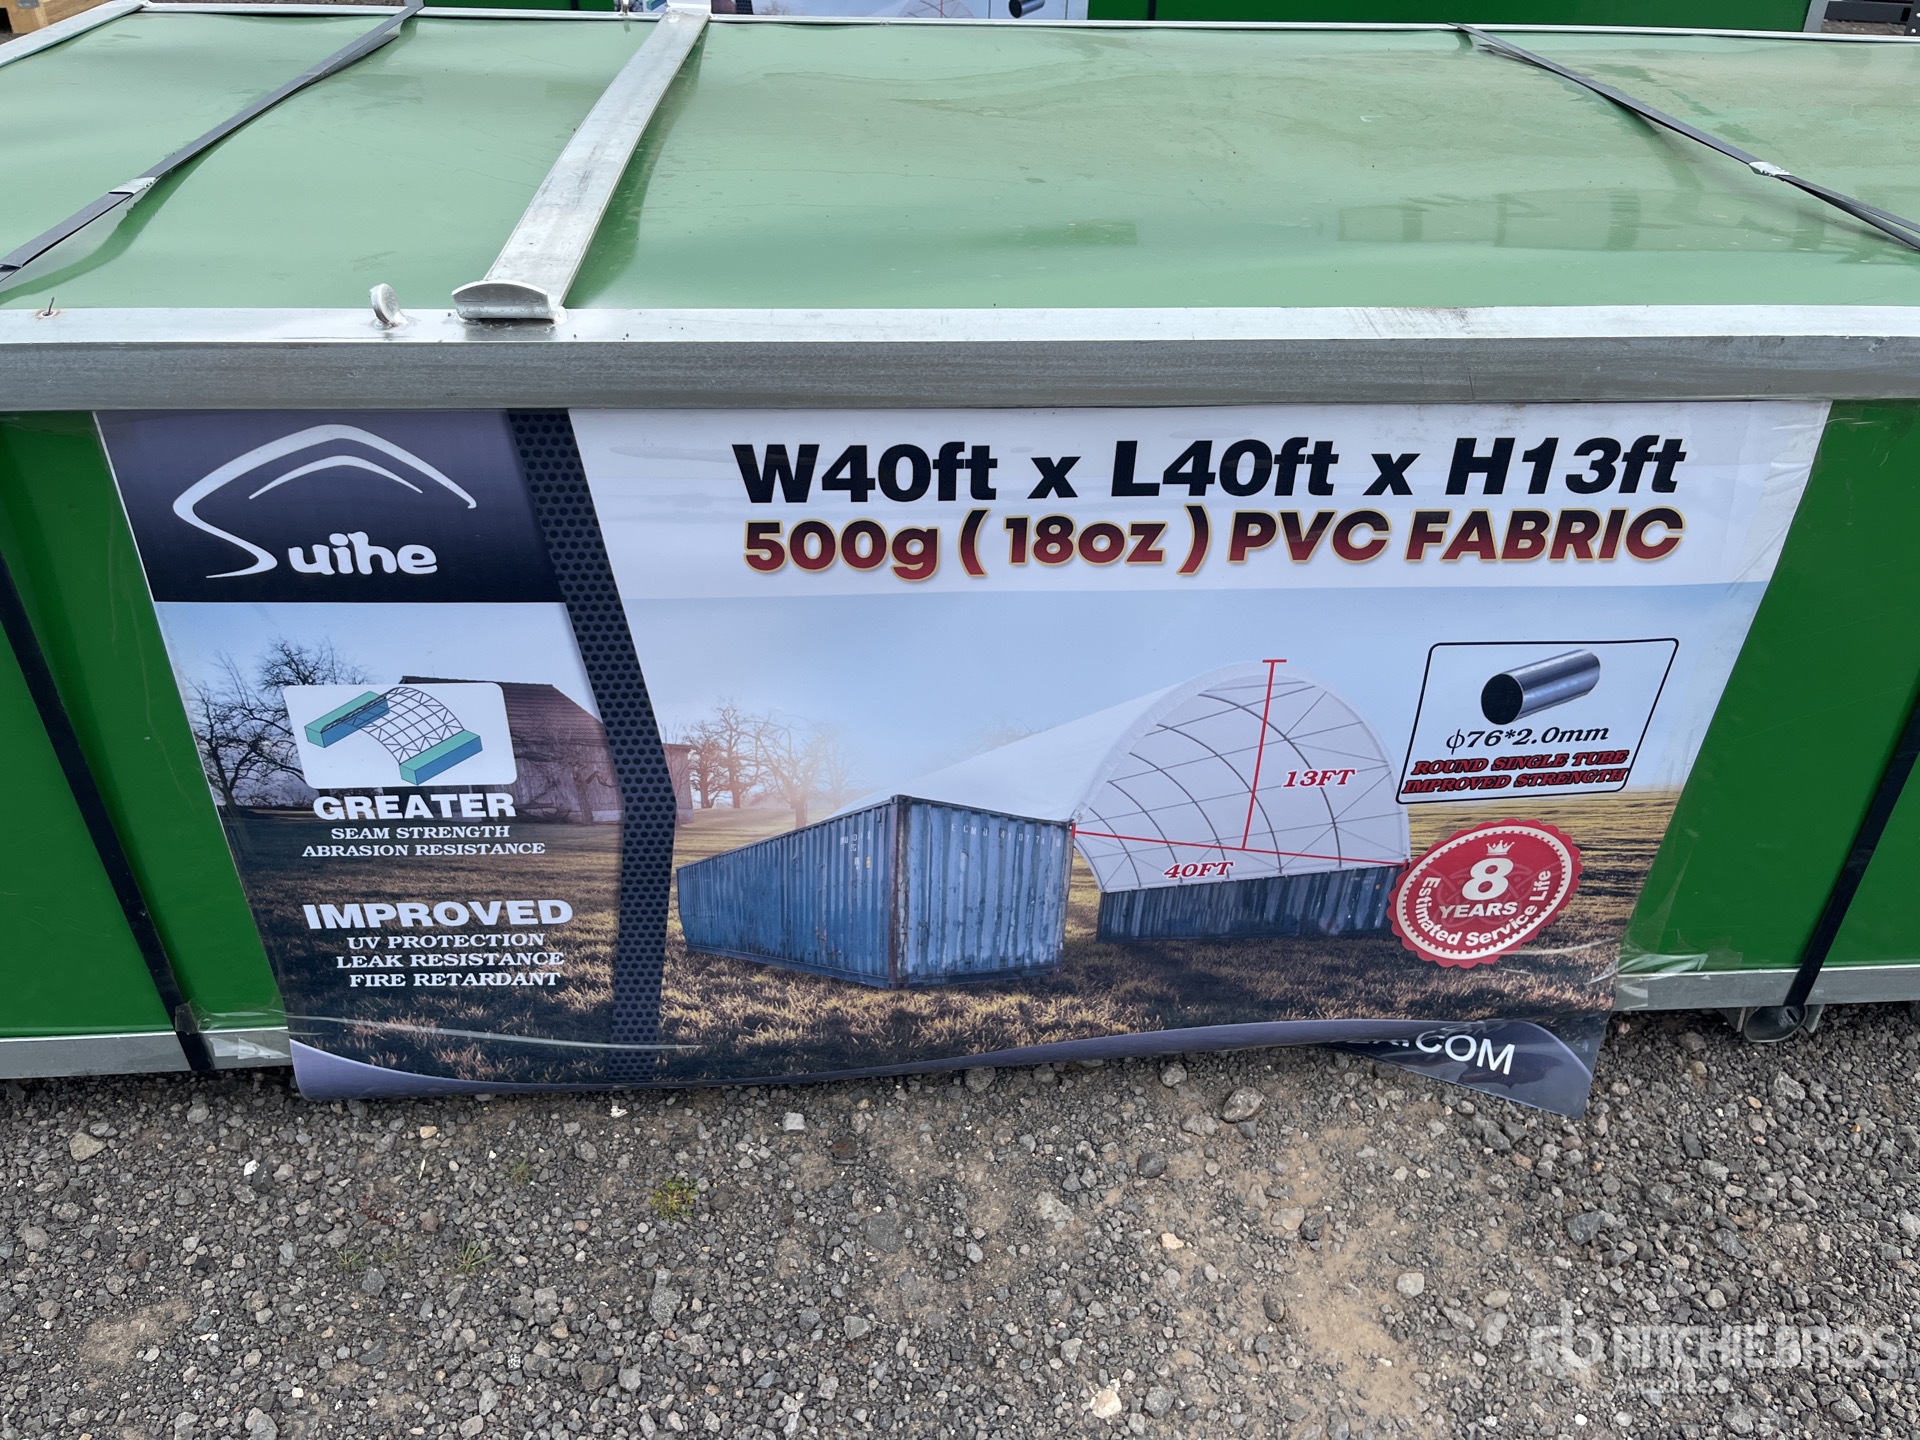 Suihe
W40ft x L40ft x H13ft
500g ( 18oz ) PVC FABRIC
GREATER
SEAM STRENGTH
ABRASION RESISTANCE
IMPROVED
UV PROTECTION
LEAK RESISTANCE
FIRE RETARDANT
13FT
40FT
ϕ76*2.0mm
ROUND SINGLE TUBE
IMPROVED STRENGTH
8
YEARS
Estimated Service Life
.COM
RITCHIE BROS
Auctioneers